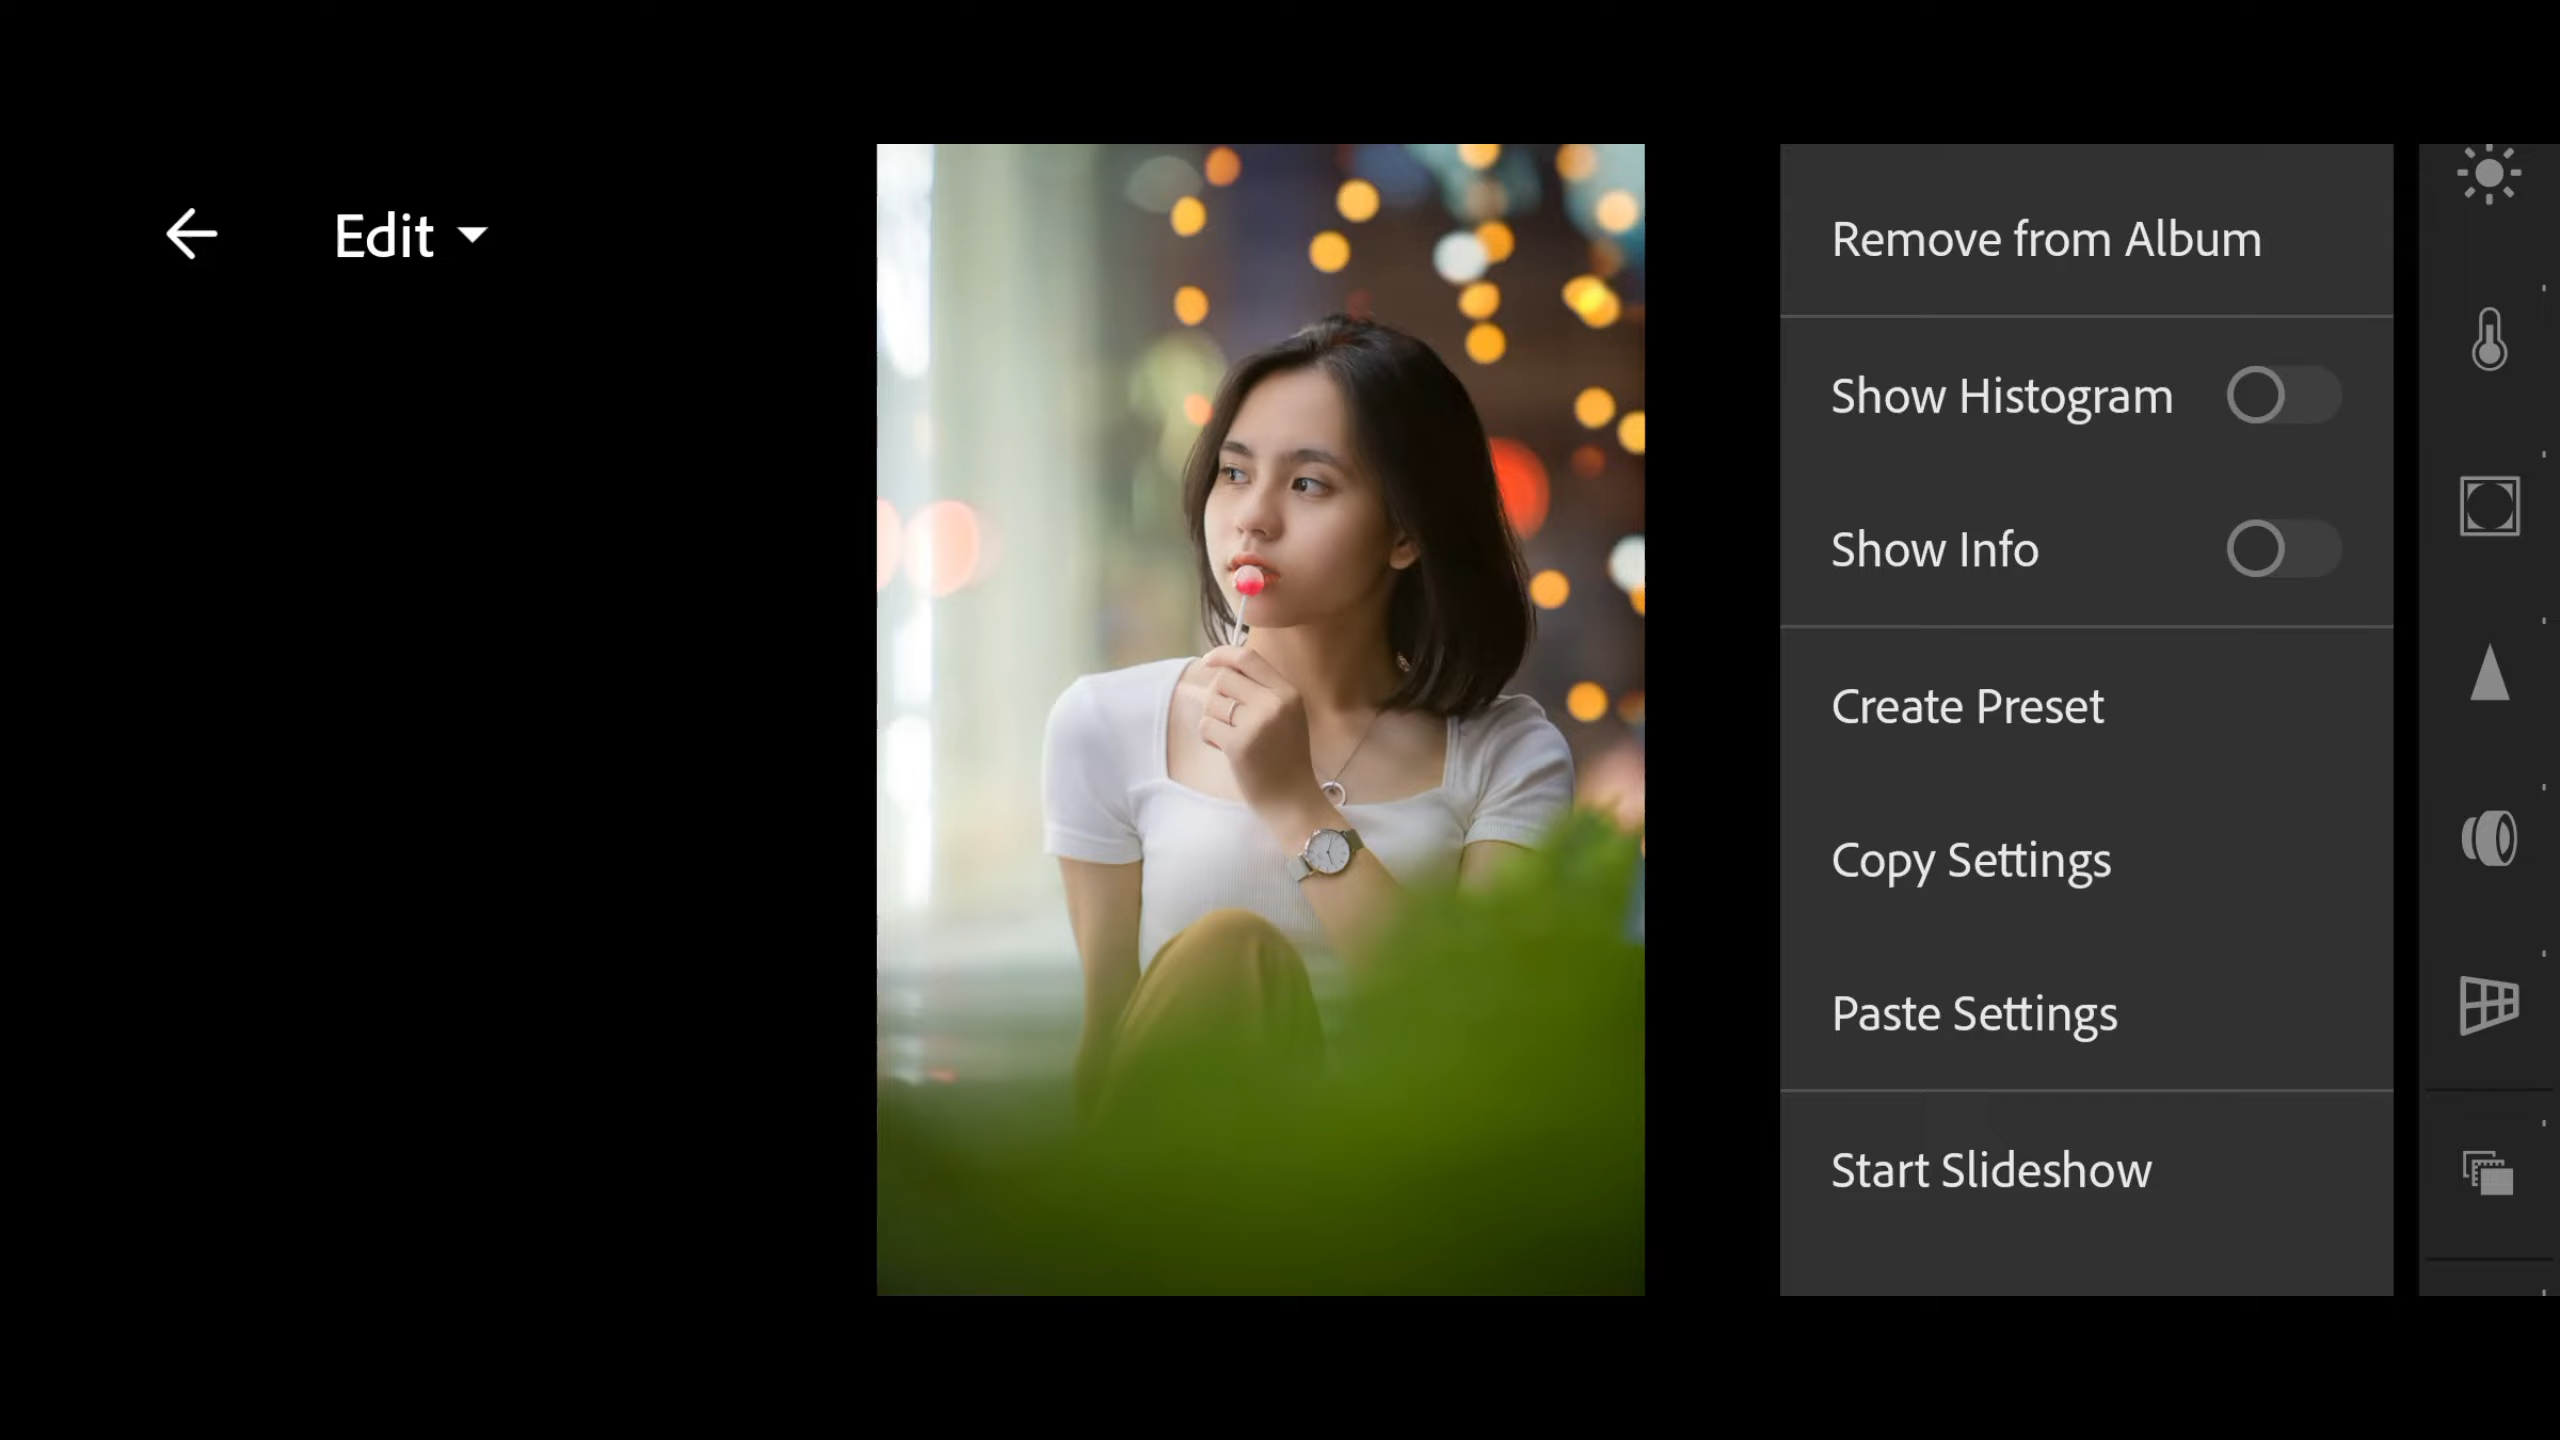 Edit
Remove from Album
Show Histogram
Show Info
Create Preset
Copy Settings
Paste Settings
Start Slideshow